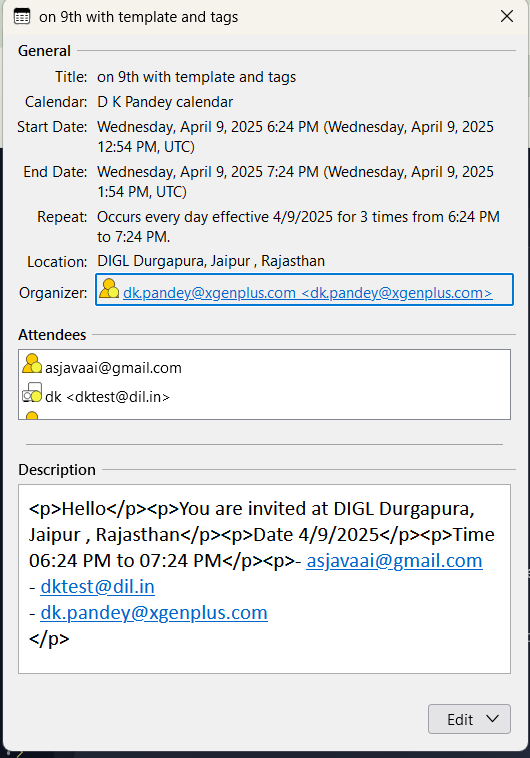 on 9th with template and tags
General
Title: on 9th with template and tags
Calendar: D K Pandey calendar
Start Date: Wednesday, April 9, 2025 6:24 PM (Wednesday, April 9, 2025
12:54 PM, UTC)
End Date: Wednesday, April 9, 2025 7:24 PM (Wednesday, April 9, 2025
1:54 PM, UTC)
Repeat: Occurs every day effective 4/9/2025 for 3 times from 6:24 PM
to 7:24 PM.
Location: DIGL Durgapura, Jaipur , Rajasthan
Organizer: dk.pandey@xgenplus.com <dk.pandey@xgenplus.com>
Attendees
asjavaai@gmail.com
dk <dktest@dil.in>
Description
<p>Hello</p><p>You are invited at DIGL Durgapura,
Jaipur , Rajasthan</p><p>Date 4/9/2025</p><p>Time
06:24 PM to 07:24 PM</p><p>- asjavaai@gmail.com
- dktest@dil.in
- dk.pandey@xgenplus.com
</p>
Edit